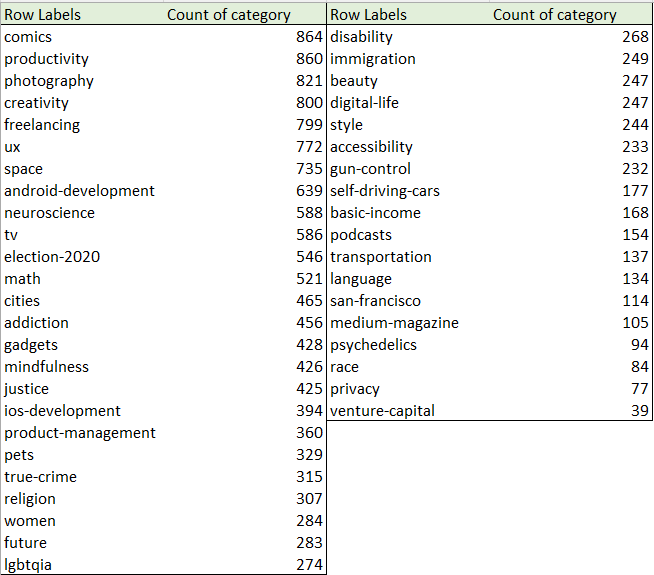 Row Labels Count of category Row Labels Count of category
comics 864 disability 268
productivity 860 immigration 249
photography 821 beauty 247
creativity 800 digital-life 247
freelancing 799 style 244
ux 772 accessibility 233
space 735 gun-control 232
android-development 639 self-driving-cars 177
neuroscience 588 basic-income 168
tv 586 podcasts 154
election-2020 546 transportation 137
math 521 language 134
cities 465 san-francisco 114
addiction 456 medium-magazine 105
gadgets 428 psychedelics 94
mindfulness 426 race 84
justice 425 privacy 77
ios-development 394 venture-capital 39
product-management 360
pets 329
true-crime 315
religion 307
women 284
future 283
lgbtqia 274